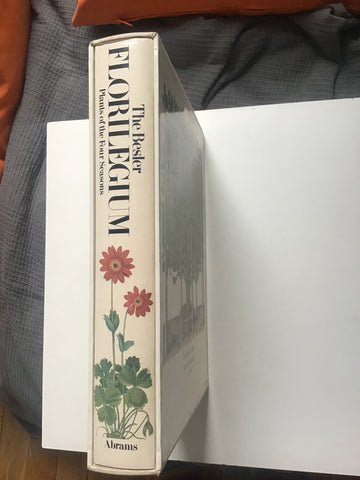 The Besler
FLORILEGIUM
Plants of the Four Seasons
Abrams